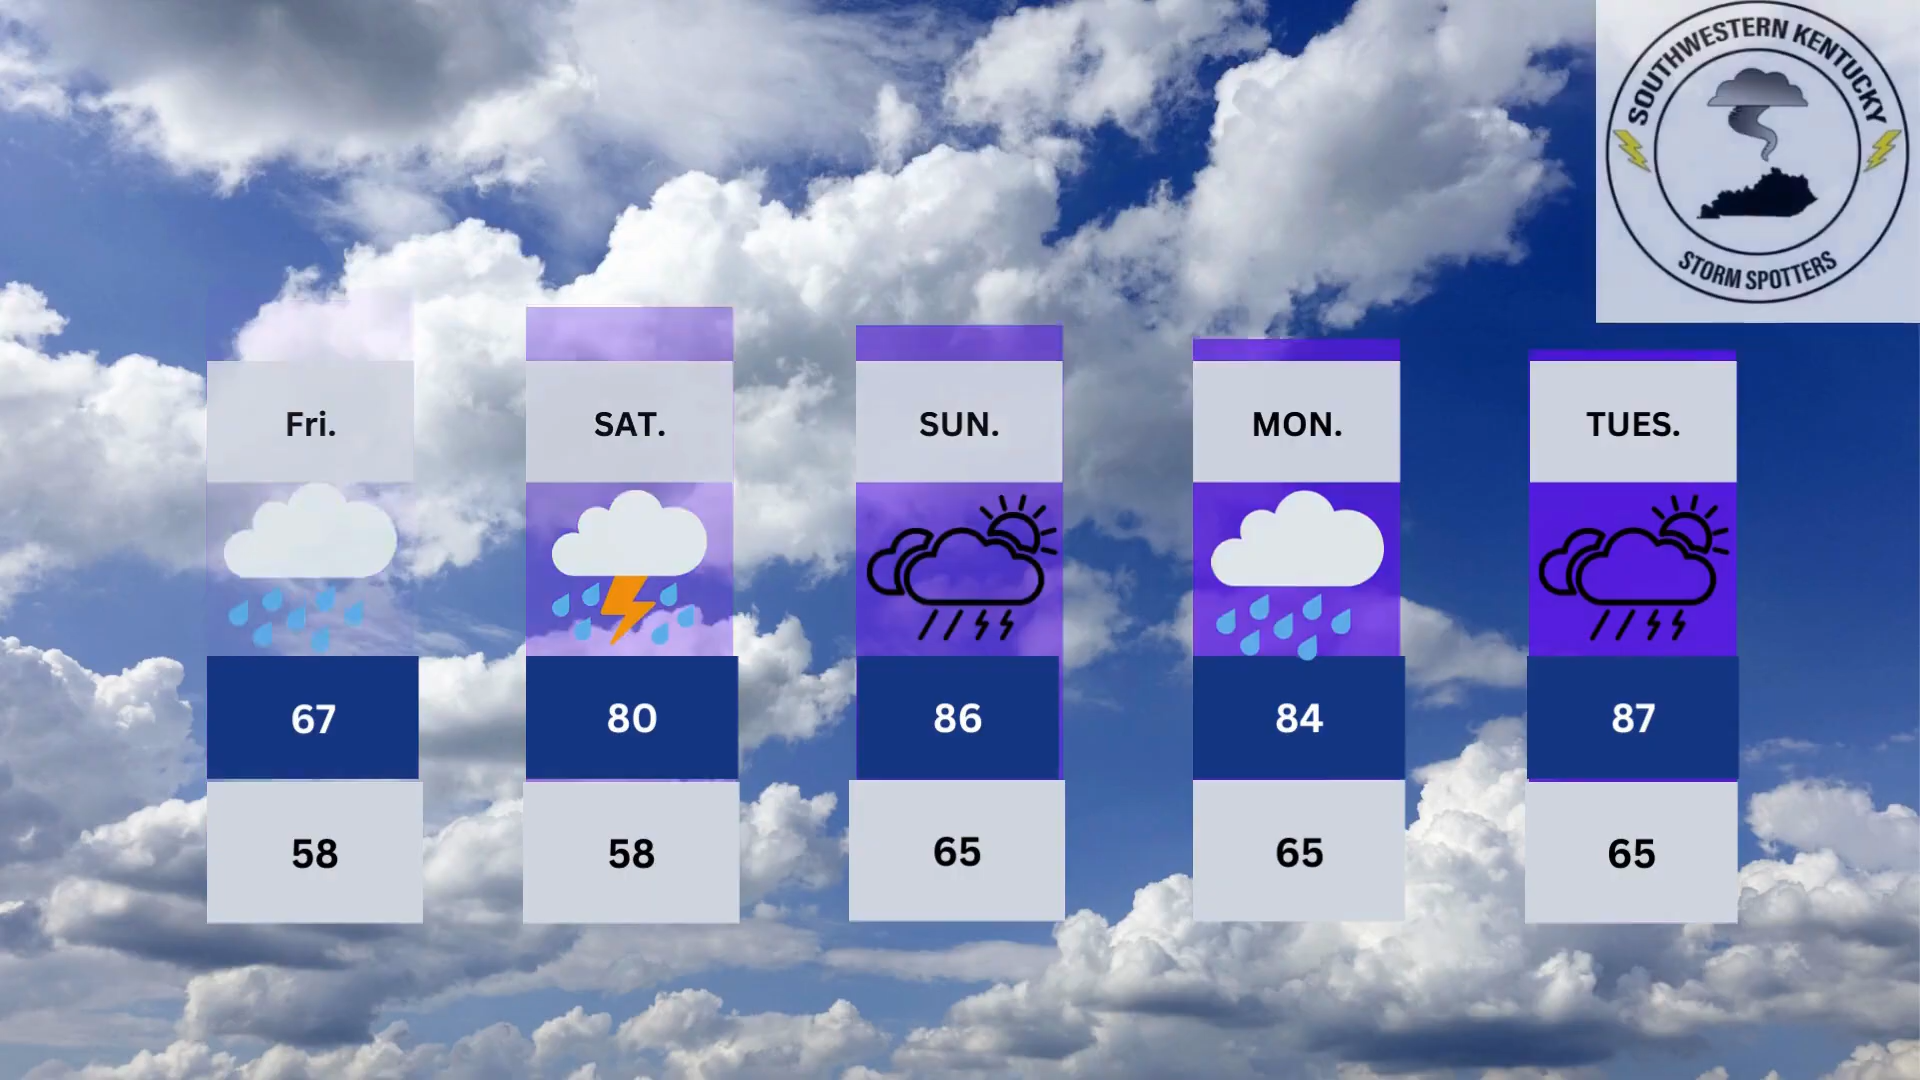 SOUTHWESTERN KENTUCKY
STORM SPOTTERS
Fri. SAT. SUN. MON. TUES.
67 80 86 84 87
58 58 65 65 65